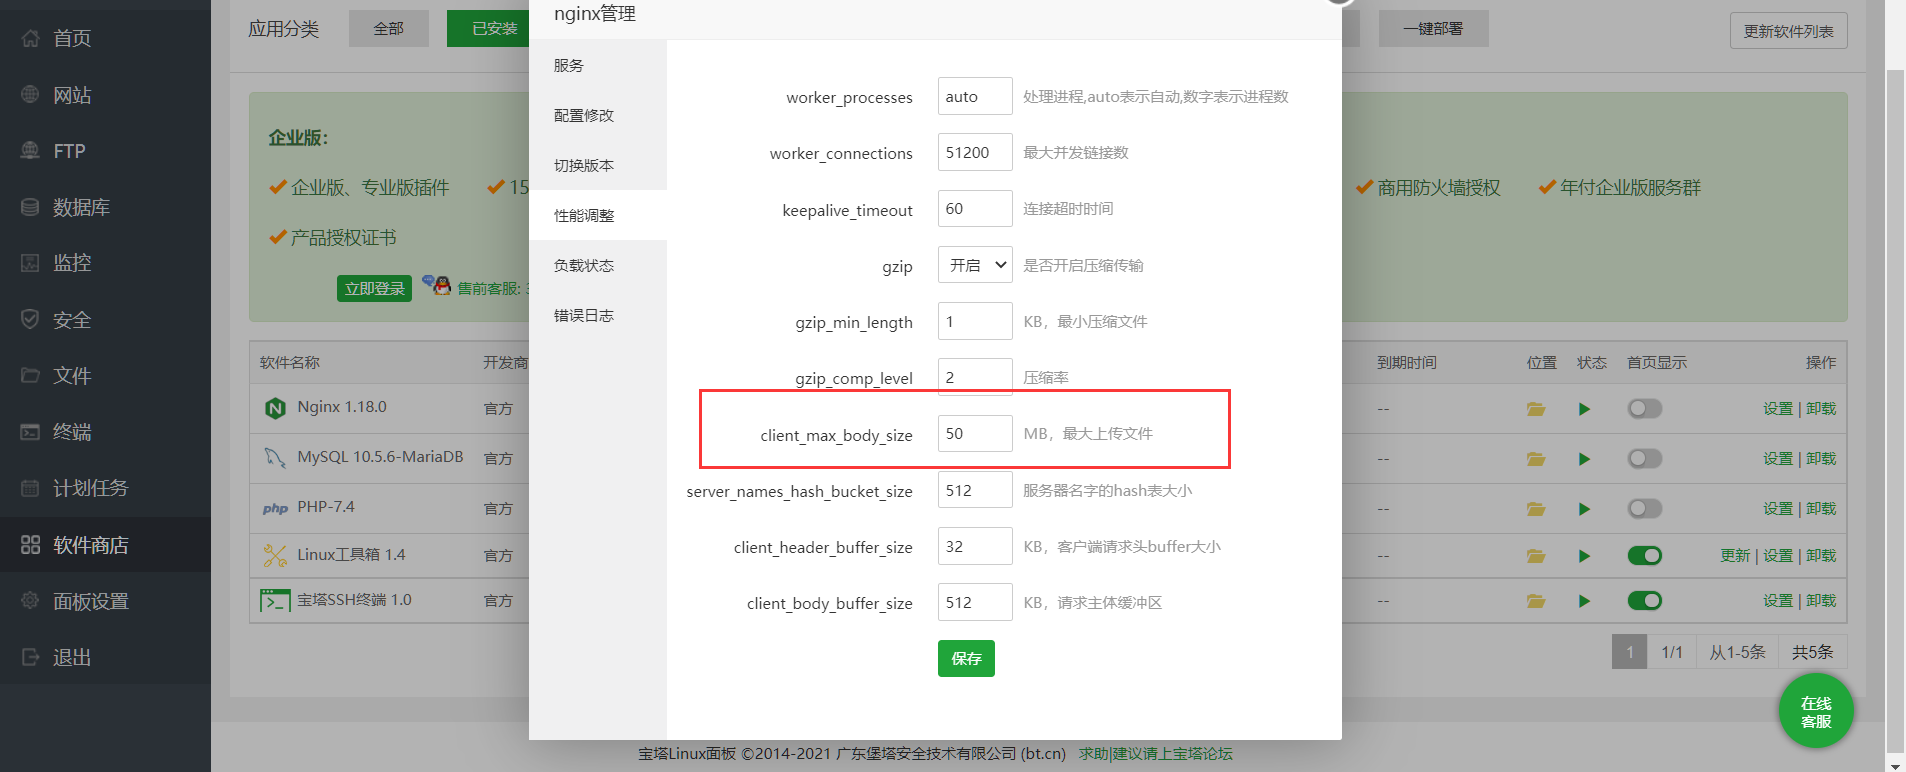 首页
网站
FTP
数据库
监控
安全
文件
终端
计划任务
软件商店
面板设置
退出
应用分类
全部
已安装
一键部署
更新软件列表
企业版：
企业版、专业版插件
15
商用防火墙授权
年付企业版服务群
产品授权证书
立即登录
售前客服:
软件名称
开发商
到期时间
位置
状态
首页显示
操作
Nginx 1.18.0
官方
--
设置 | 卸载
MySQL 10.5.6-MariaDB
官方
--
设置 | 卸载
php
PHP-7.4
官方
--
设置 | 卸载
Linux工具箱 1.4
官方
--
更新 | 设置 | 卸载
宝塔SSH终端 1.0
官方
--
设置 | 卸载
1
1/1
从1-5条
共5条
nginx管理
服务
配置修改
切换版本
性能调整
负载状态
错误日志
worker_processes auto 处理进程,auto表示自动,数字表示进程数
worker_connections 51200 最大并发链接数
keepalive_timeout 60 连接超时时间
gzip 开启 是否开启压缩传输
gzip_min_length 1 KB，最小压缩文件
gzip_comp_level 2 压缩率
client_max_body_size 50 MB，最大上传文件
server_names_hash_bucket_size 512 服务器名字的hash表大小
client_header_buffer_size 32 KB，客户端请求头buffer大小
client_body_buffer_size 512 KB，请求主体缓冲区
保存
在线
客服
宝塔Linux面板 ©2014-2021 广东堡塔安全技术有限公司 (bt.cn) 求助|建议请上宝塔论坛